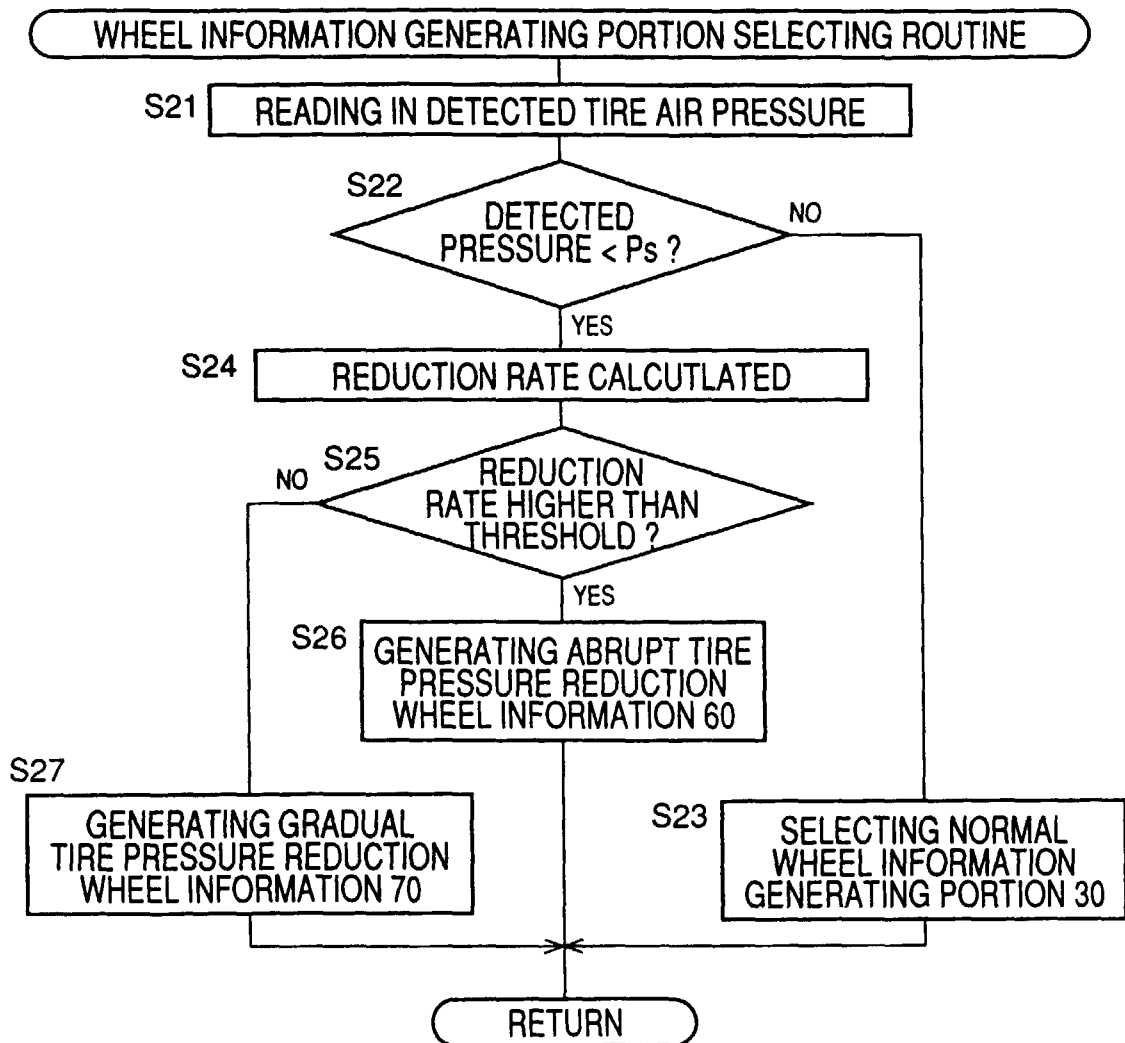 WHEEL INFORMATION GENERATING PORTION SELECTING ROUTINE
S21
READING IN DETECTED TIRE AIR PRESSURE
S22
DETECTED
PRESSURE < Ps ?
NO
YES
S24
REDUCTION RATE CALCUTLATED
S25
REDUCTION
RATE HIGHER THAN
THRESHOLD ?
NO
YES
S26
GENERATING ABRUPT TIRE
PRESSURE REDUCTION
WHEEL INFORMATION 60
S27
GENERATING GRADUAL
TIRE PRESSURE REDUCTION
WHEEL INFORMATION 70
S23
SELECTING NORMAL
WHEEL INFORMATION
GENERATING PORTION 30
RETURN